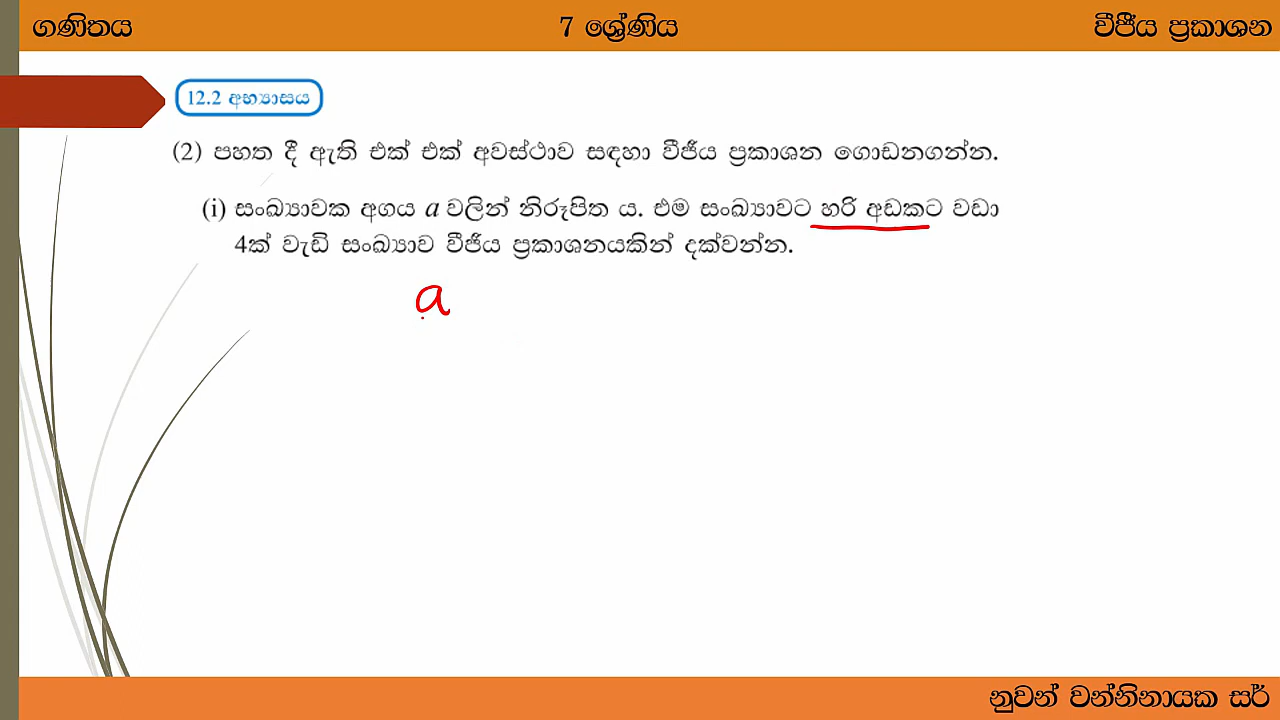 ගණිතය
7 ශ්‍රේණිය
වීජීය ප්‍රකාශන
12.2 අභ්‍යාසය
(2) පහත දී ඇති එක් එක් අවස්ථාව සඳහා වීජීය ප්‍රකාශන ගොඩනගන්න.
(i) සංඛ්‍යාවක අගය a වලින් නිරූපිත ය. එම සංඛ්‍යාවට හරි අඩකට වඩා
4ක් වැඩි සංඛ්‍යාව වීජීය ප්‍රකාශනයකින් දක්වන්න.
a
නුවන් වන්නිනායක සර්